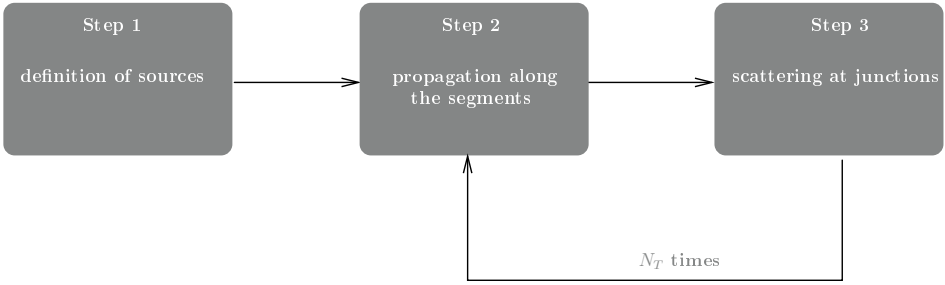 Step 1
definition of sources
Step 2
propagation along
the segments
Step 3
scattering at junctions
N_T times